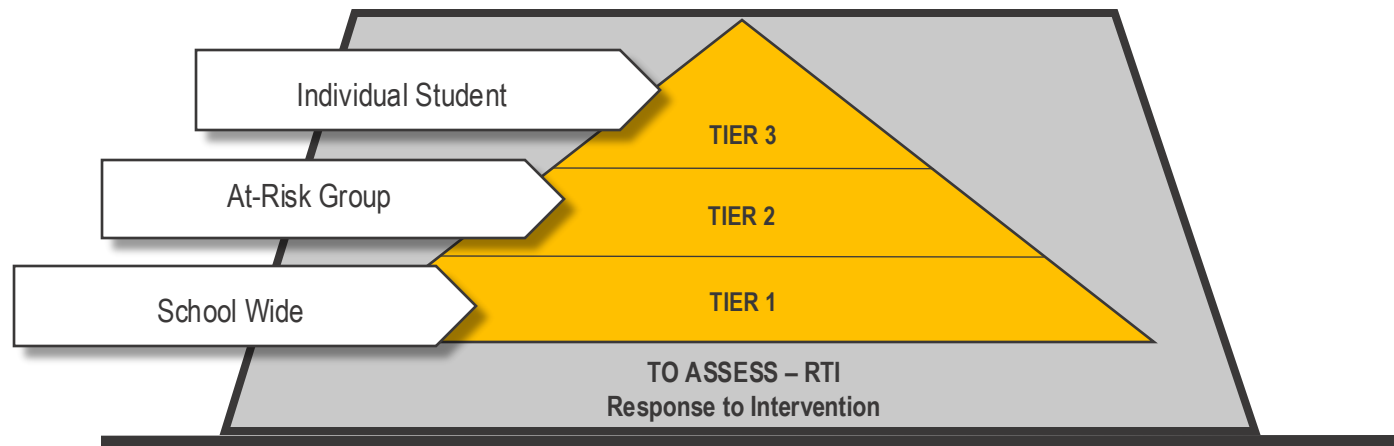 Individual Student
TIER 3
At-Risk Group
TIER 2
School Wide
TIER 1
TO ASSESS – RTI
Response to Intervention